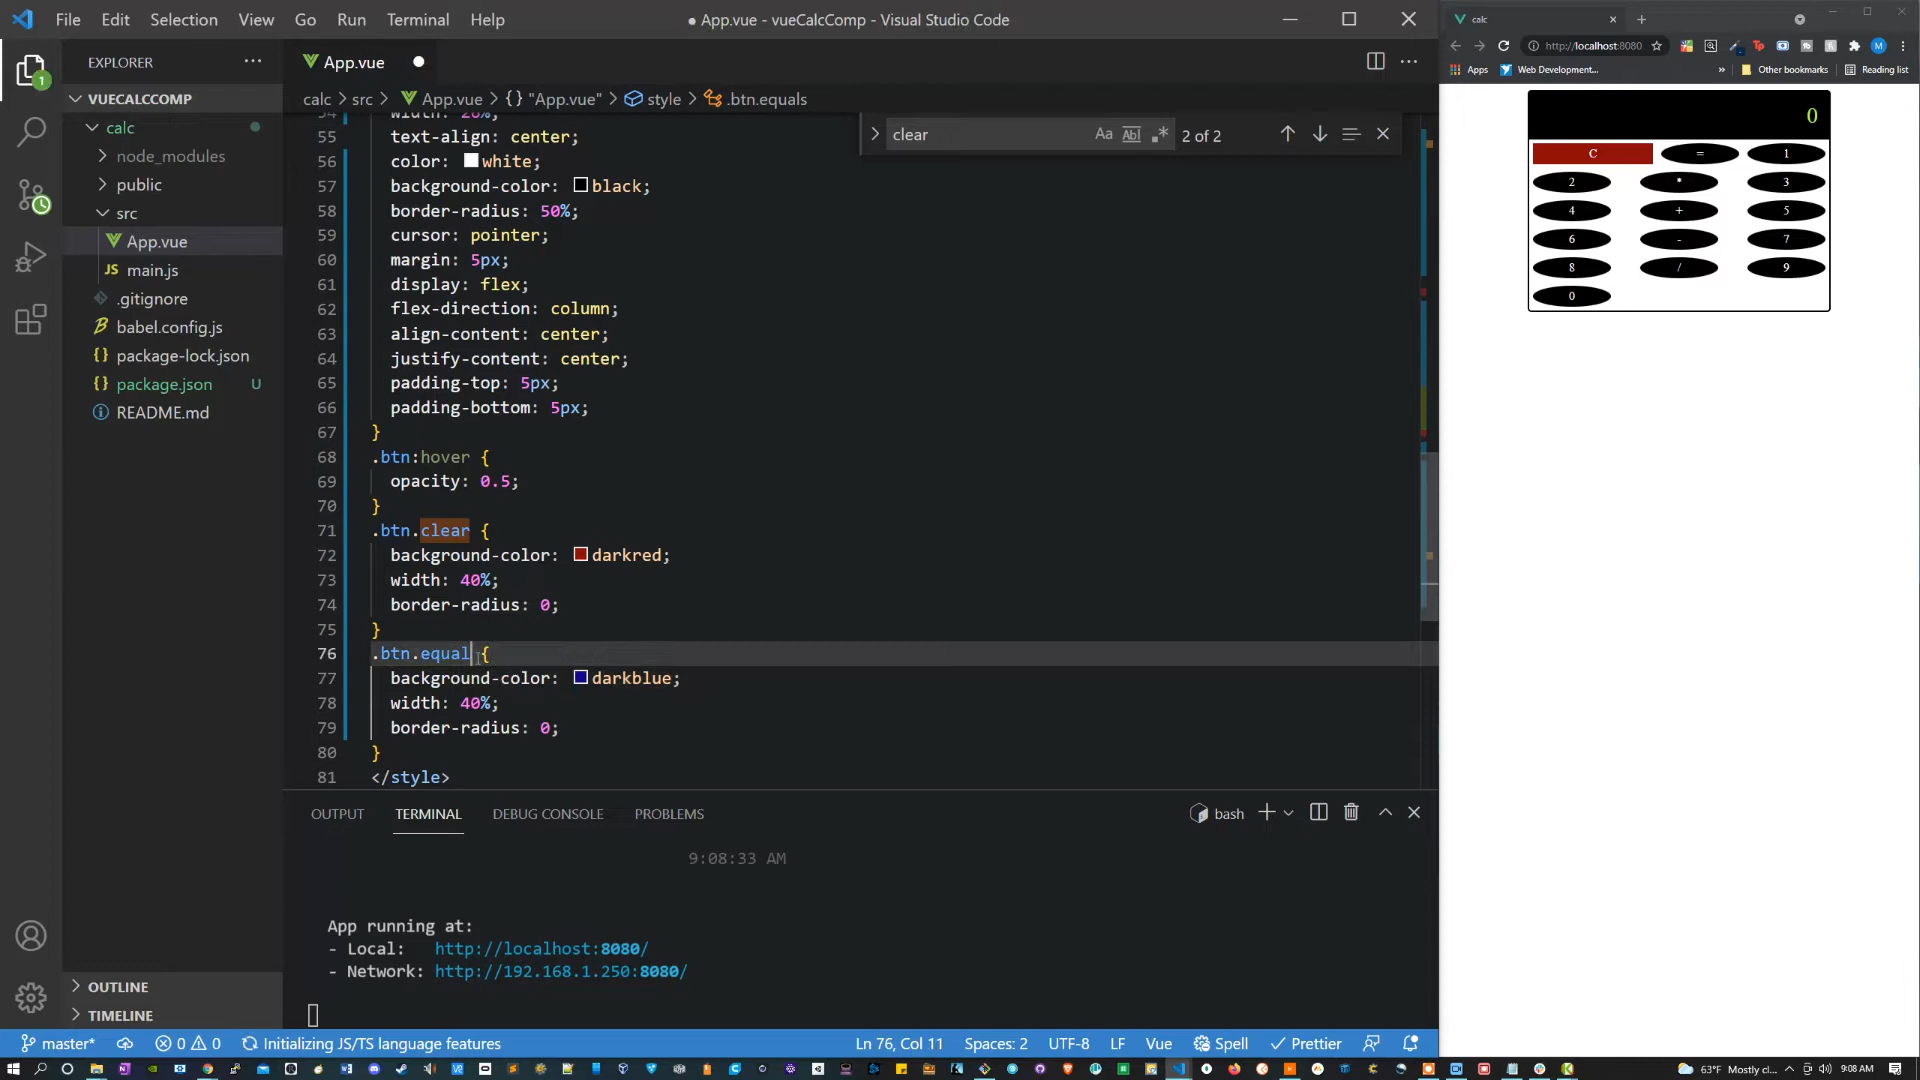 File Edit Selection View Go Run Terminal Help
● App.vue - vueCalcComp - Visual Studio Code
EXPLORER
App.vue
calc > src > App.vue > {} "App.vue" > style > .btn.equals
VUECALCCOMP
calc
node_modules
public
src
App.vue
JS main.js
.gitignore
babel.config.js
{} package-lock.json
{} package.json U
README.md
OUTLINE
TIMELINE
1
clear
Aa
2 of 2
55 text-align: center;
56 color: white;
57 background-color: black;
58 border-radius: 50%;
59 cursor: pointer;
60 margin: 5px;
61 display: flex;
62 flex-direction: column;
63 align-content: center;
64 justify-content: center;
65 padding-top: 5px;
66 padding-bottom: 5px;
67 }
68 .btn:hover {
69 opacity: 0.5;
70 }
71 .btn.clear {
72 background-color: darkred;
73 width: 40%;
74 border-radius: 0;
75 }
76 .btn.equal {
77 background-color: darkblue;
78 width: 40%;
79 border-radius: 0;
80 }
81 </style>
OUTPUT TERMINAL DEBUG CONSOLE PROBLEMS
bash
9:08:33 AM
App running at:
- Local: http://localhost:8080/
- Network: http://192.168.1.250:8080/
master* 0 0 Initializing JS/TS language features
Ln 76, Col 11 Spaces: 2 UTF-8 LF Vue Spell Prettier
calc
http://localhost:8080
Apps Web Development... » Other bookmarks Reading list
0
C = 1
2 * 3
4 + 5
6 - 7
8 / 9
0
63°F Mostly cl... 9:08 AM